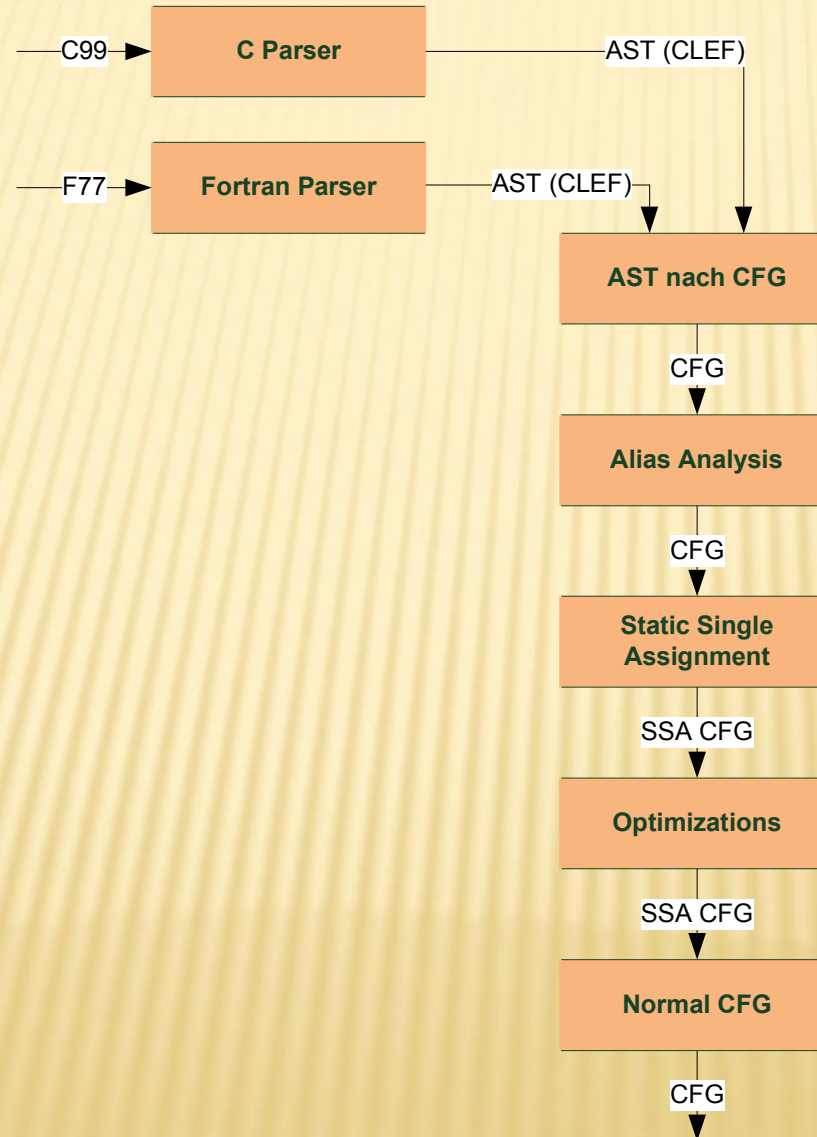 C99
C Parser
AST (CLEF)
F77
Fortran Parser
AST (CLEF)
AST nach CFG
CFG
Alias Analysis
CFG
Static Single
Assignment
SSA CFG
Optimizations
SSA CFG
Normal CFG
CFG